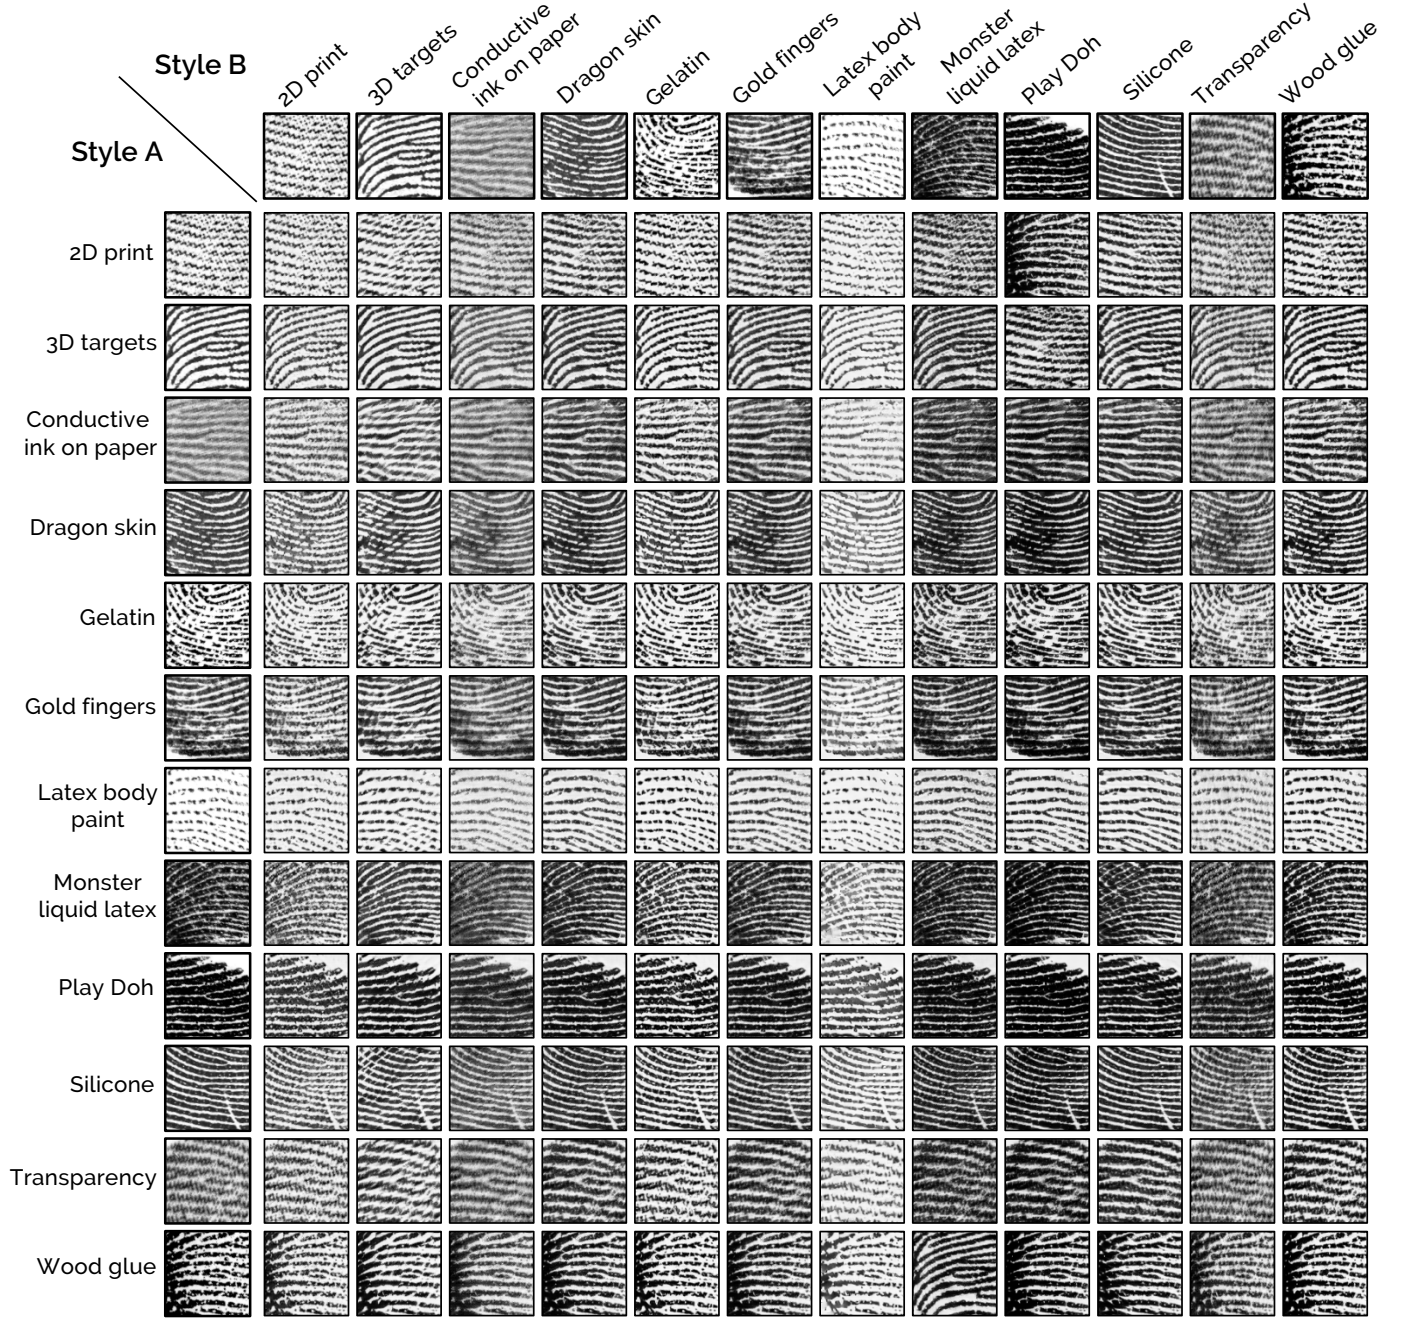 Style B
Style A
2D print
3D targets
Conductive
ink on paper
Dragon skin
Gelatin
Gold fingers
Latex body
paint
Monster
liquid latex
Play Doh
Silicone
Transparency
Wood glue
2D print
3D targets
Conductive
ink on paper
Dragon skin
Gelatin
Gold fingers
Latex body
paint
Monster
liquid latex
Play Doh
Silicone
Transparency
Wood glue